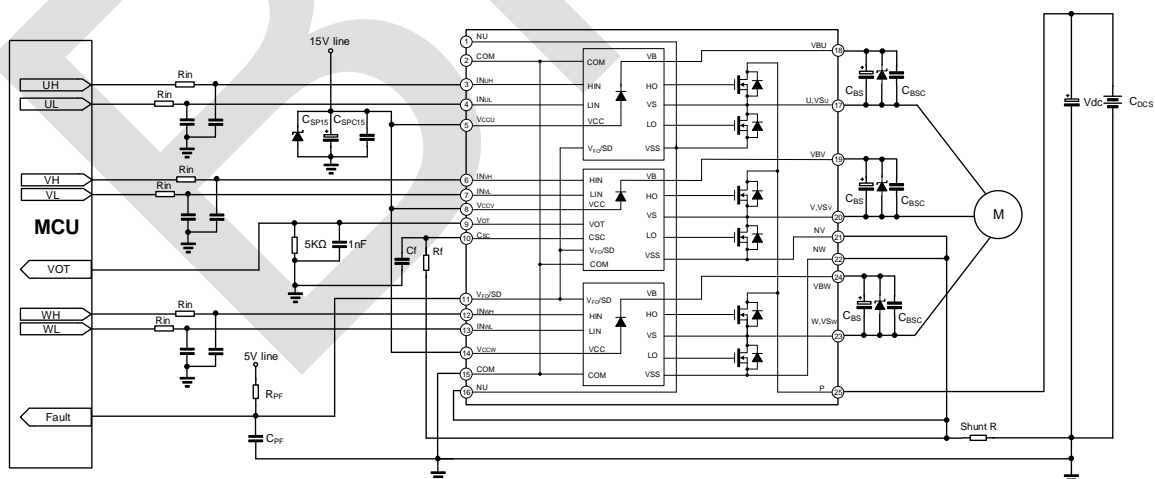 MCU
UH
UL
VH
VL
VOT
WH
WL
Fault
Rin
Rin
Rin
Rin
Rin
Rin
15V line
CSP15
CSPC15
5KΩ
1nF
Cf
Rf
5V line
RPF
CPF
1 NU
2 COM
3 INUH
4 INUL
5 VCCU
6 INVH
7 INVL
8 VCCV
9 VOT
10 CSC
11 VFO/SD
12 INWH
13 INWL
14 VCCW
15 COM
16 NU
COM
HIN
LIN
VCC
VFO/SD
VB
HO
VS
LO
VSS
HIN
LIN
VCC
VOT
CSC
VFO/SD
COM
VB
HO
VS
LO
VSS
VFO/SD
HIN
LIN
VCC
COM
VB
HO
VS
LO
VSS
VBU 18
U,VSU 17
VBV 19
V,VSV 20
NV 21
NW 22
24
VBW
W,VSW
23
P 25
CBS
CBSC
CBS
CBSC
CBS
CBSC
M
Vdc
CDCS
Shunt R